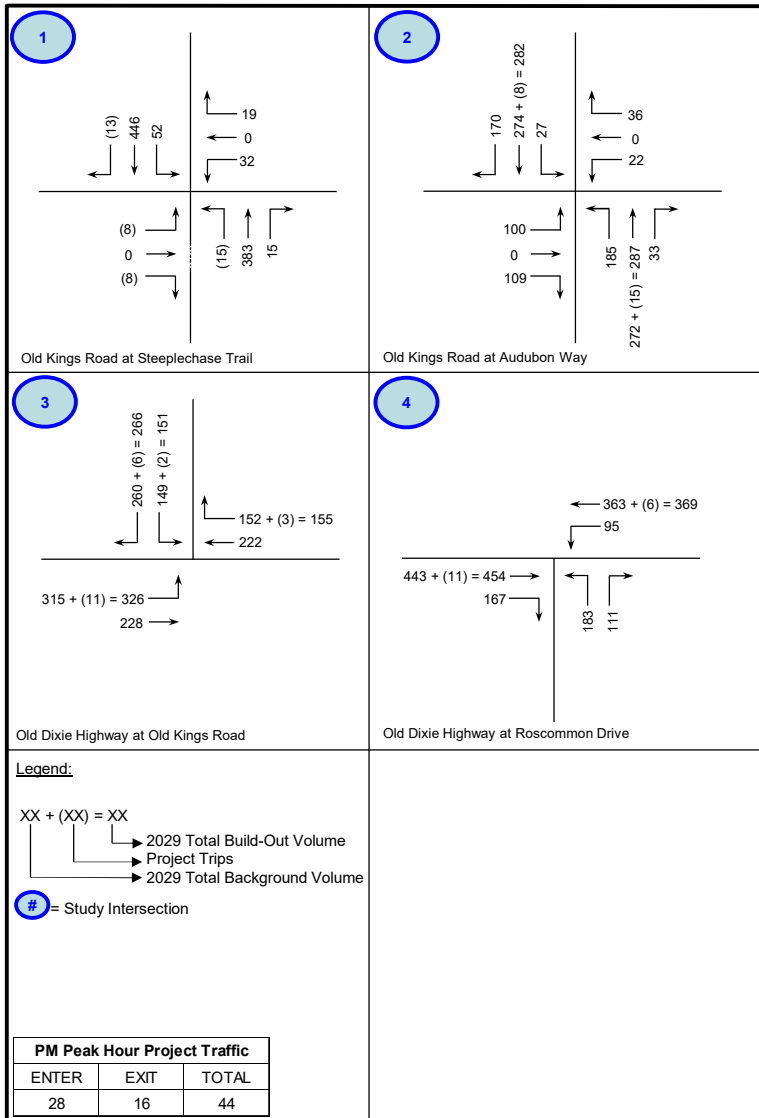 1
(13)
446
52
19
0
32
(8)
0
(8)
(15)
383
15
Old Kings Road at Steeplechase Trail
2
170
274 + (8) = 282
27
36
0
22
100
0
109
185
272 + (15) = 287
33
Old Kings Road at Audubon Way
3
260 + (6) = 266
149 + (2) = 151
152 + (3) = 155
222
315 + (11) = 326
228
Old Dixie Highway at Old Kings Road
4
363 + (6) = 369
95
443 + (11) = 454
167
183
111
Old Dixie Highway at Roscommon Drive
Legend:
XX + (XX) = XX
2029 Total Build-Out Volume
Project Trips
2029 Total Background Volume
# = Study Intersection
PM Peak Hour Project Traffic
ENTER EXIT TOTAL
28 16 44